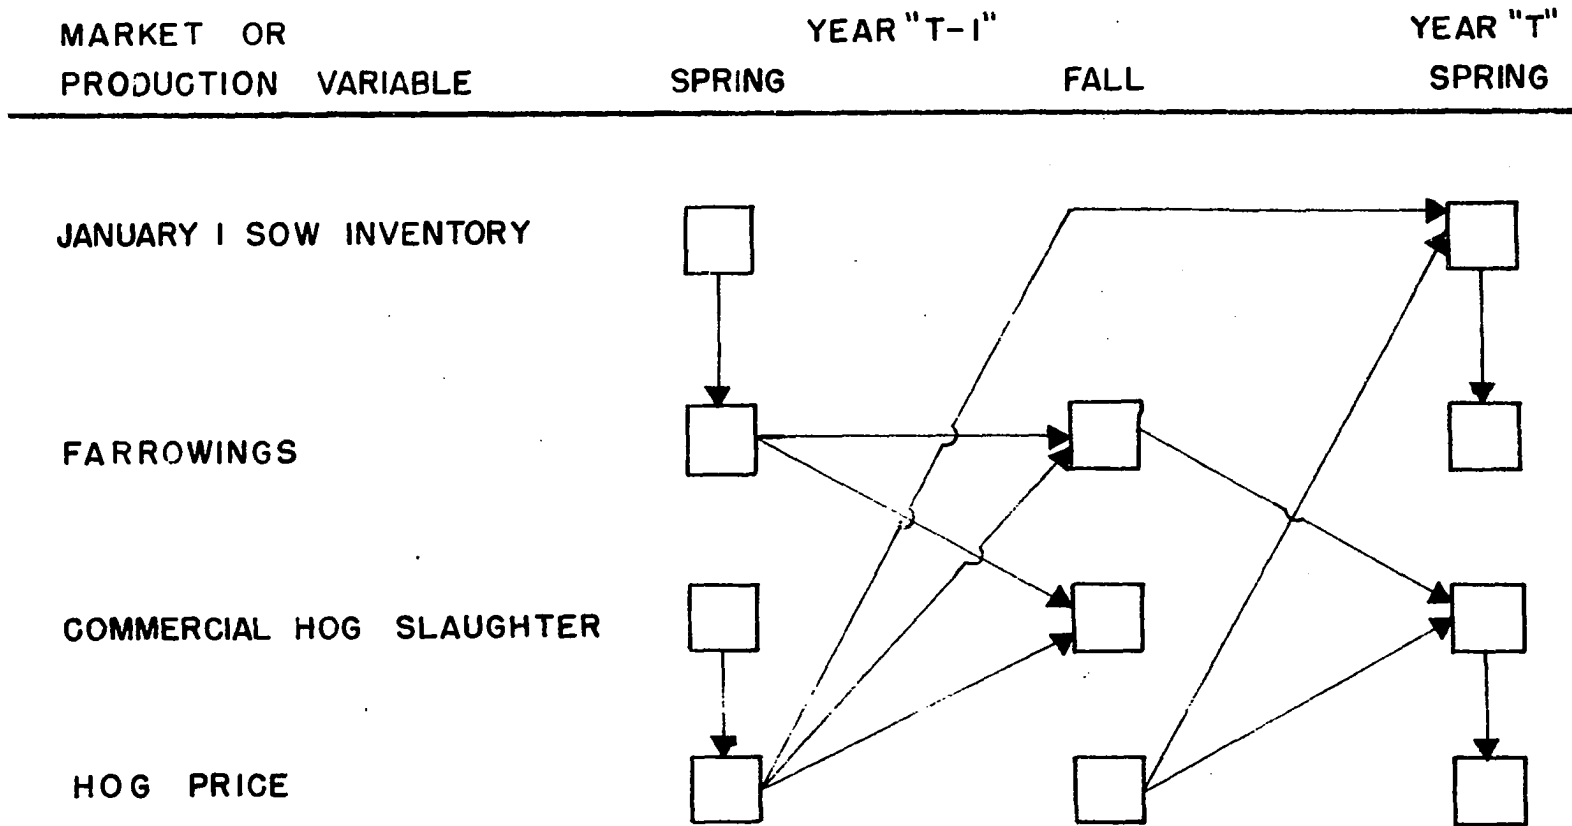 MARKET OR YEAR "T-1" YEAR "T"
PRODUCTION VARIABLE SPRING FALL SPRING
JANUARY 1 SOW INVENTORY
FARROWINGS
COMMERCIAL HOG SLAUGHTER
HOG PRICE